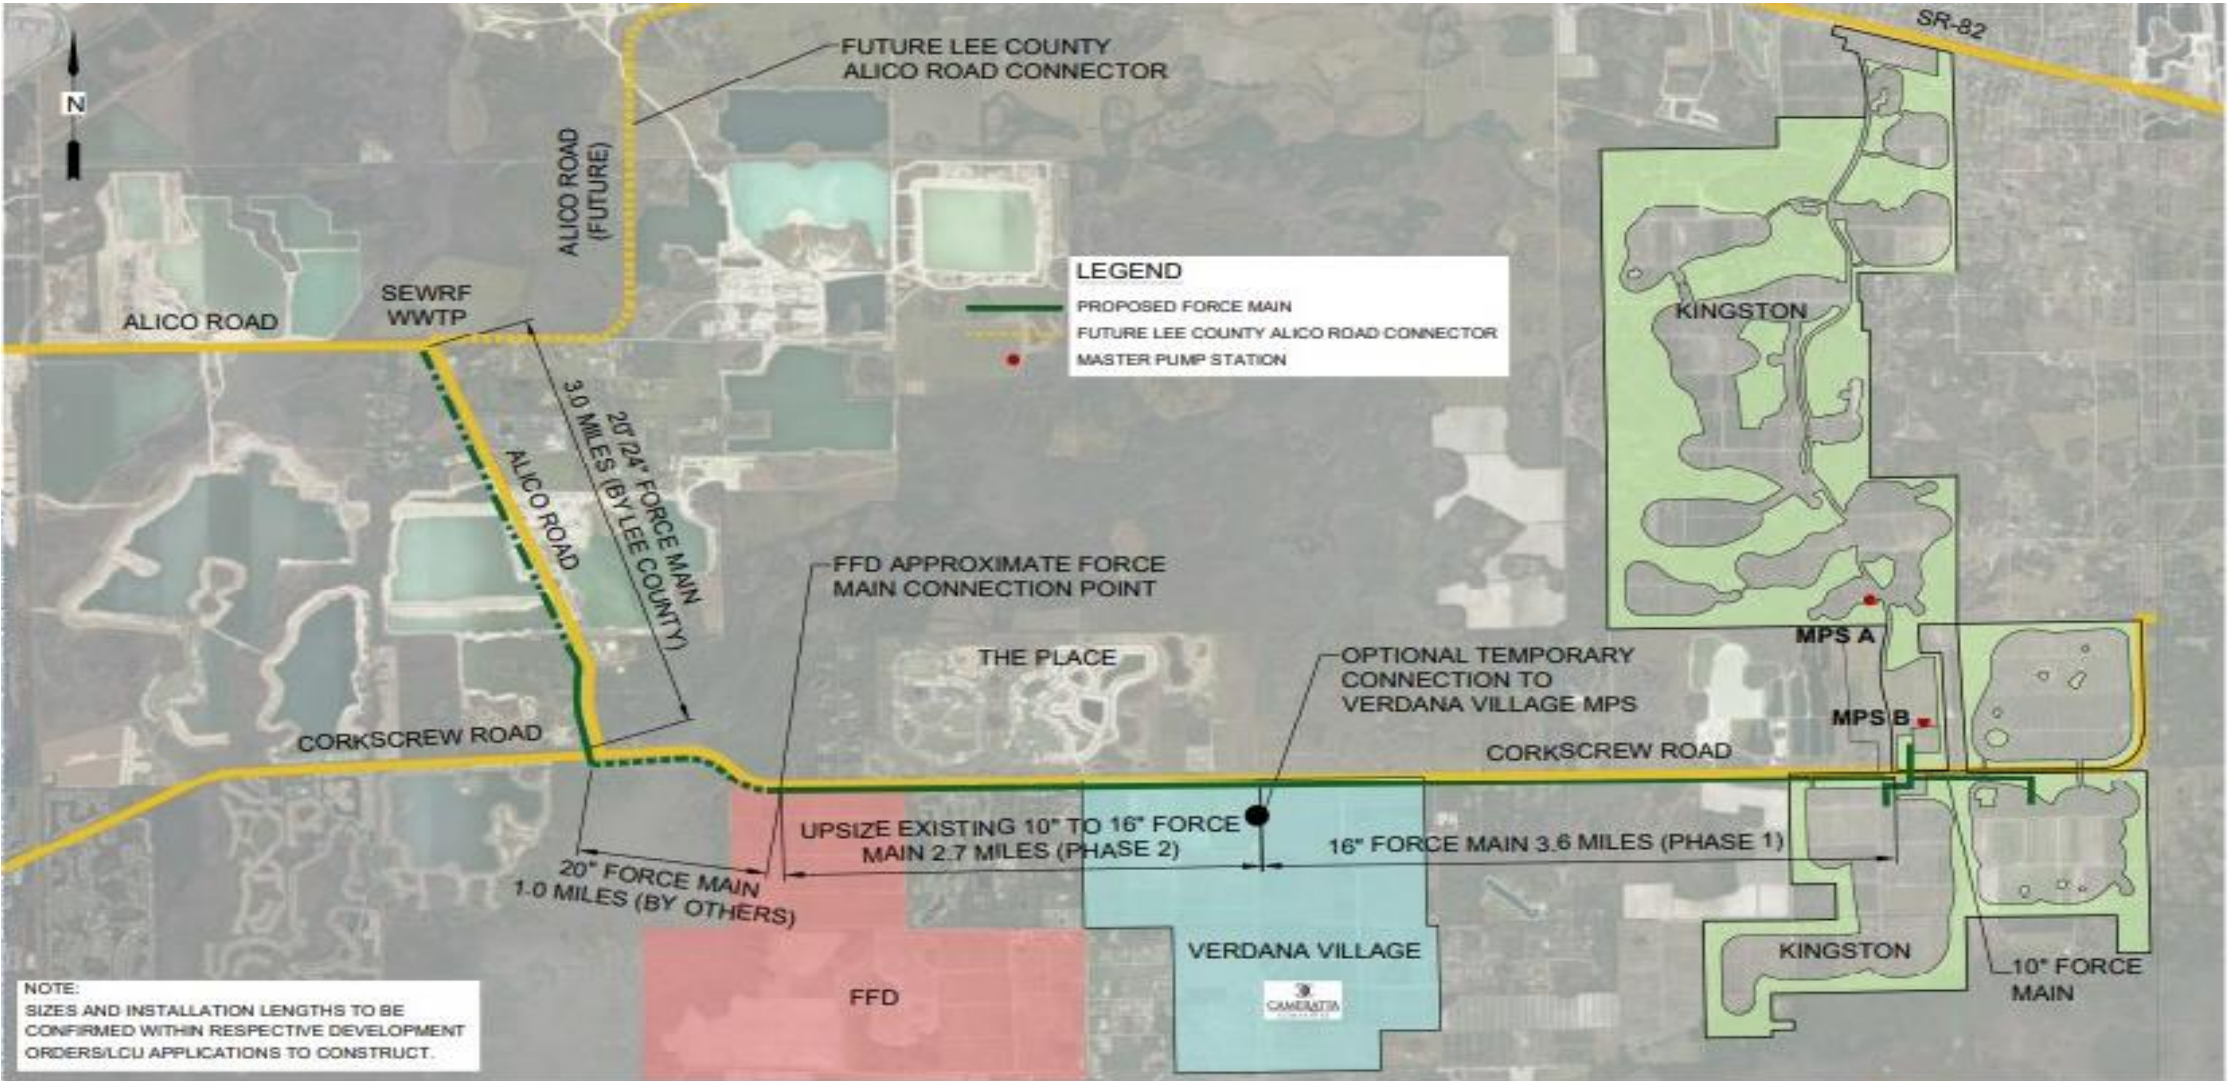 SR-82
FUTURE LEE COUNTY
ALICO ROAD CONNECTOR
N
ALICO ROAD
(FUTURE)
LEGEND
PROPOSED FORCE MAIN
FUTURE LEE COUNTY ALICO ROAD CONNECTOR
MASTER PUMP STATION
SEWRF
WWTP
ALICO ROAD
KINGSTON
20"/24" FORCE MAIN
3.0 MILES (BY LEE COUNTY)
ALICO ROAD
FFD APPROXIMATE FORCE
MAIN CONNECTION POINT
THE PLACE
OPTIONAL TEMPORARY
CONNECTION TO
VERDANA VILLAGE MPS
MPS A
MPS B
CORKSCREW ROAD
CORKSCREW ROAD
UPSIZE EXISTING 10" TO 16" FORCE
MAIN 2.7 MILES (PHASE 2)
16" FORCE MAIN 3.6 MILES (PHASE 1)
20" FORCE MAIN
1.0 MILES (BY OTHERS)
VERDANA VILLAGE
CAMERATTA
FFD
KINGSTON
10" FORCE
MAIN
NOTE:
SIZES AND INSTALLATION LENGTHS TO BE
CONFIRMED WITHIN RESPECTIVE DEVELOPMENT
ORDERS/LCU APPLICATIONS TO CONSTRUCT.